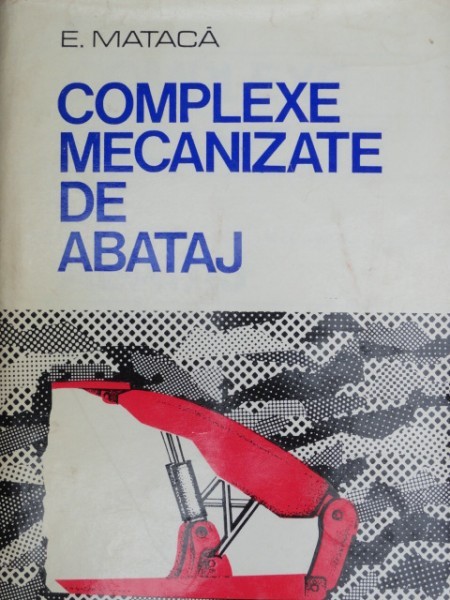 E. MATACĂ
COMPLEXE
MECANIZATE
DE
ABATAJ